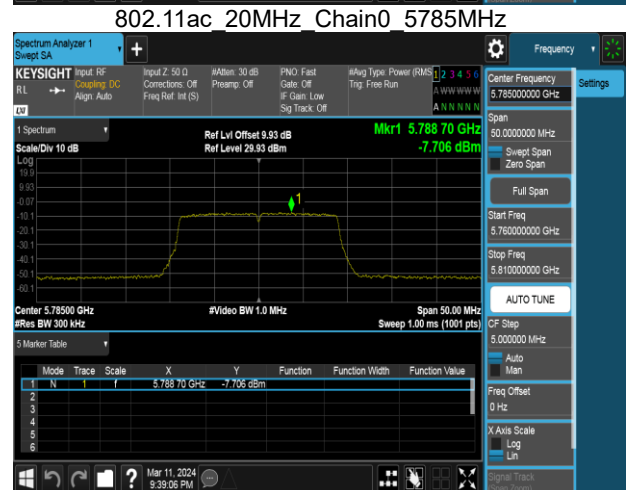 802.11ac_20MHz_Chain0_5785MHz
Spectrum Analyzer 1
Swept SA
+
Frequency
KEYSIGHT
RL
LXI
Input: RF
Coupling: DC
Align: Auto
Input Z: 50 Ω
Corrections: Off
Freq Ref: Int (S)
#Atten: 30 dB
Preamp: Off
PNO: Fast
Gate: Off
IF Gain: Low
Sig Track: Off
#Avg Type: Power (RMS
Trig: Free Run
1 2 3 4 5 6
A W W W W W
A N N N N N
Center Frequency
5.785000000 GHz
Settings
1 Spectrum
Scale/Div 10 dB
Ref Lvl Offset 9.93 dB
Ref Level 29.93 dBm
Mkr1 5.788 70 GHz
-7.706 dBm
Log
19.9
9.93
-0.07
-10.1
-20.1
-30.1
-40.1
-50.1
-60.1
1
Center 5.78500 GHz
#Res BW 300 kHz
#Video BW 1.0 MHz
Span 50.00 MHz
Sweep 1.00 ms (1001 pts)
Span
50.0000000 MHz
Swept Span
Zero Span
Full Span
Start Freq
5.760000000 GHz
Stop Freq
5.810000000 GHz
AUTO TUNE
CF Step
5.000000 MHz
Auto
Man
Freq Offset
0 Hz
X Axis Scale
Log
Lin
Signal Track
(Span Zoom)
5 Marker Table
Mode Trace Scale X Y Function Function Width Function Value
1 N 1 f 5.788 70 GHz -7.706 dBm
2
3
4
5
6
?
Mar 11, 2024
9:39:06 PM